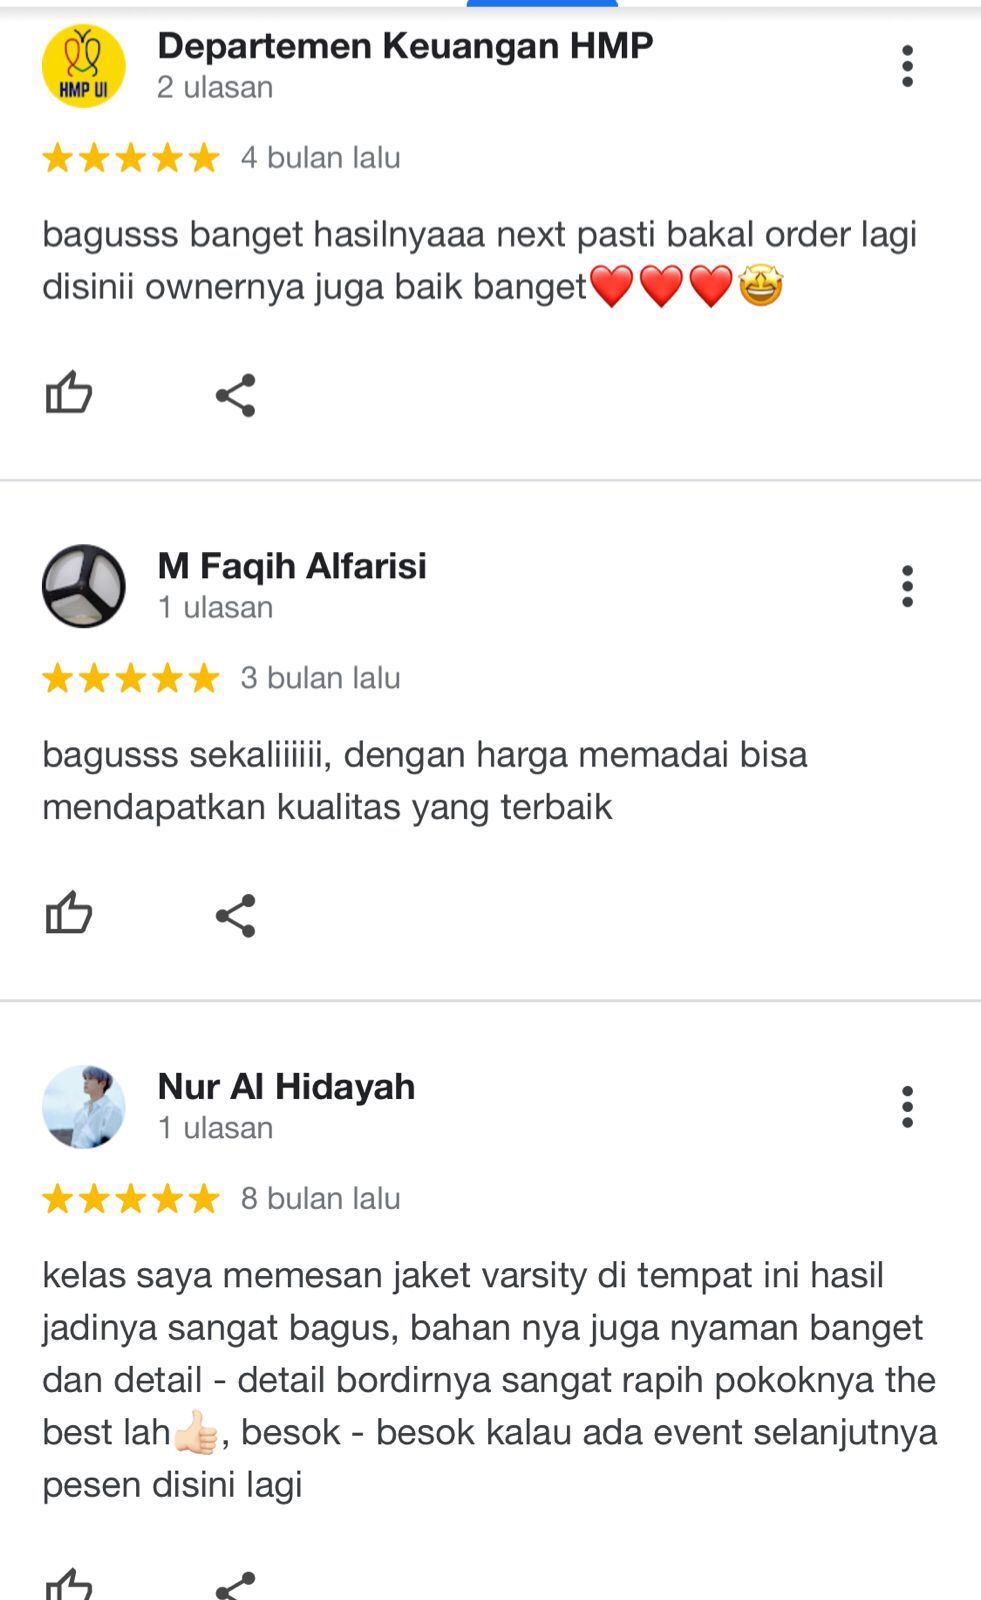 HMP UI
Departemen Keuangan HMP
2 ulasan
4 bulan lalu
bagusss banget hasilnyaaa next pasti bakal order lagi
disinii ownernya juga baik banget❤️❤️❤️🤩
M Faqih Alfarisi
1 ulasan
3 bulan lalu
bagusss sekaliiiiii, dengan harga memadai bisa
mendapatkan kualitas yang terbaik
Nur Al Hidayah
1 ulasan
8 bulan lalu
kelas saya memesan jaket varsity di tempat ini hasil
jadinya sangat bagus, bahan nya juga nyaman banget
dan detail - detail bordirnya sangat rapih pokoknya the
best lah👍🏻, besok - besok kalau ada event selanjutnya
pesen disini lagi